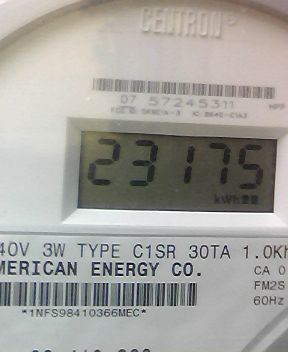 CENTRON®
07 57245311
23175
kWh
40V 3W TYPE C1SR 30TA 1.0Kh
MERICAN ENERGY CO.
CA 0
FM2S
60Hz
*1NFS98410366MEC*